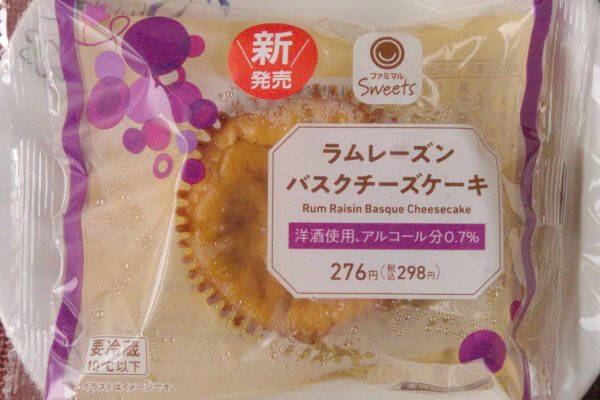 新
発売
ファミマル
Sweets
ラムレーズン
バスクチーズケーキ
Rum Raisin Basque Cheesecake
洋酒使用、アルコール分0.7%
276円(税込298円)
要冷蔵
10℃以下
イラストはイメージです。